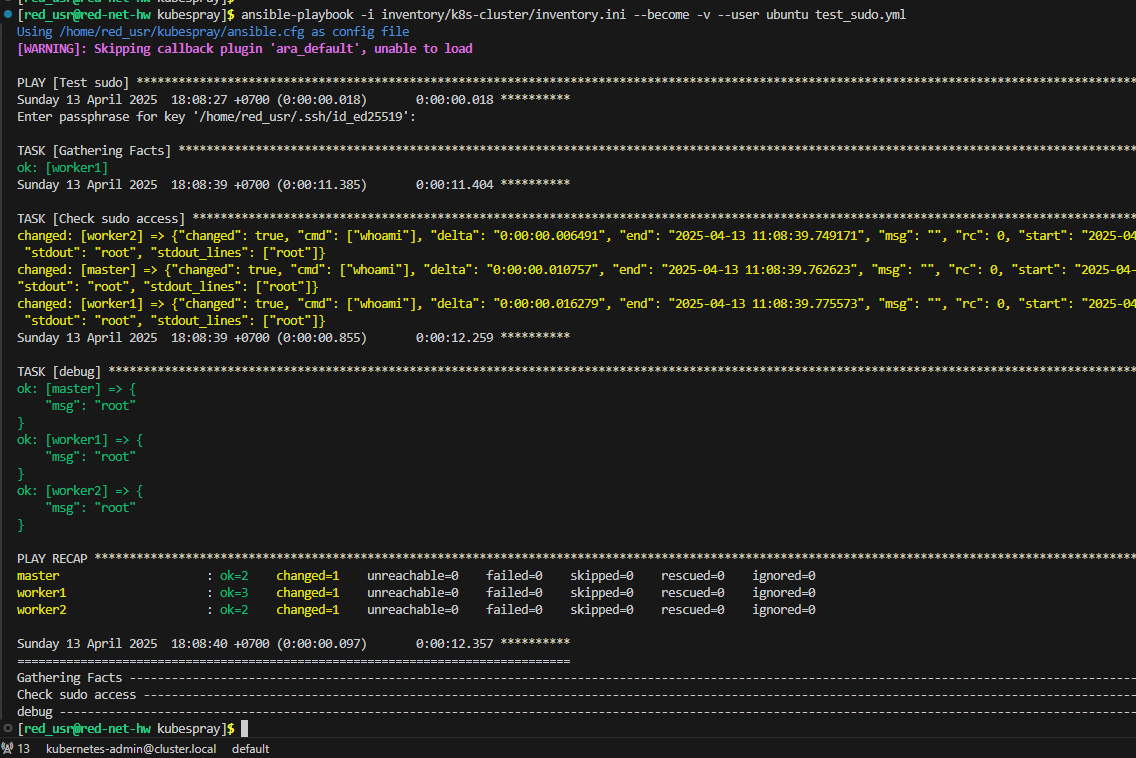 [red_usr@red-net-hw kubespray]$
[red_usr@red-net-hw kubespray]$ ansible-playbook -i inventory/k8s-cluster/inventory.ini --become -v --user ubuntu test_sudo.yml
Using /home/red_usr/kubespray/ansible.cfg as config file
[WARNING]: Skipping callback plugin 'ara_default', unable to load
PLAY [Test sudo] ***********************************************************************************************************************************************
Sunday 13 April 2025  18:08:27 +0700 (0:00:00.018)       0:00:00.018 **********
Enter passphrase for key '/home/red_usr/.ssh/id_ed25519':
TASK [Gathering Facts] *****************************************************************************************************************************************
ok: [worker1]
Sunday 13 April 2025  18:08:39 +0700 (0:00:11.385)       0:00:11.404 **********
TASK [Check sudo access] ***************************************************************************************************************************************
changed: [worker2] => {"changed": true, "cmd": ["whoami"], "delta": "0:00:00.006491", "end": "2025-04-13 11:08:39.749171", "msg": "", "rc": 0, "start": "2025-04
 "stdout": "root", "stdout_lines": ["root"]}
changed: [master] => {"changed": true, "cmd": ["whoami"], "delta": "0:00:00.010757", "end": "2025-04-13 11:08:39.762623", "msg": "", "rc": 0, "start": "2025-04-
"stdout": "root", "stdout_lines": ["root"]}
changed: [worker1] => {"changed": true, "cmd": ["whoami"], "delta": "0:00:00.016279", "end": "2025-04-13 11:08:39.775573", "msg": "", "rc": 0, "start": "2025-04
 "stdout": "root", "stdout_lines": ["root"]}
Sunday 13 April 2025  18:08:39 +0700 (0:00:00.855)       0:00:12.259 **********
TASK [debug] ***************************************************************************************************************************************************
ok: [master] => {
    "msg": "root"
}
ok: [worker1] => {
    "msg": "root"
}
ok: [worker2] => {
    "msg": "root"
}
PLAY RECAP *****************************************************************************************************************************************************
master                     : ok=2    changed=1    unreachable=0    failed=0    skipped=0    rescued=0    ignored=0
worker1                    : ok=3    changed=1    unreachable=0    failed=0    skipped=0    rescued=0    ignored=0
worker2                    : ok=2    changed=1    unreachable=0    failed=0    skipped=0    rescued=0    ignored=0
Sunday 13 April 2025  18:08:40 +0700 (0:00:00.097)       0:00:12.357 **********
===============================================================================
Gathering Facts ------------------------------------------------------------------------------------------------------------------------------------------------
Check sudo access ----------------------------------------------------------------------------------------------------------------------------------------------
debug ----------------------------------------------------------------------------------------------------------------------------------------------------------
[red_usr@red-net-hw kubespray]$
13 kubernetes-admin@cluster.local default